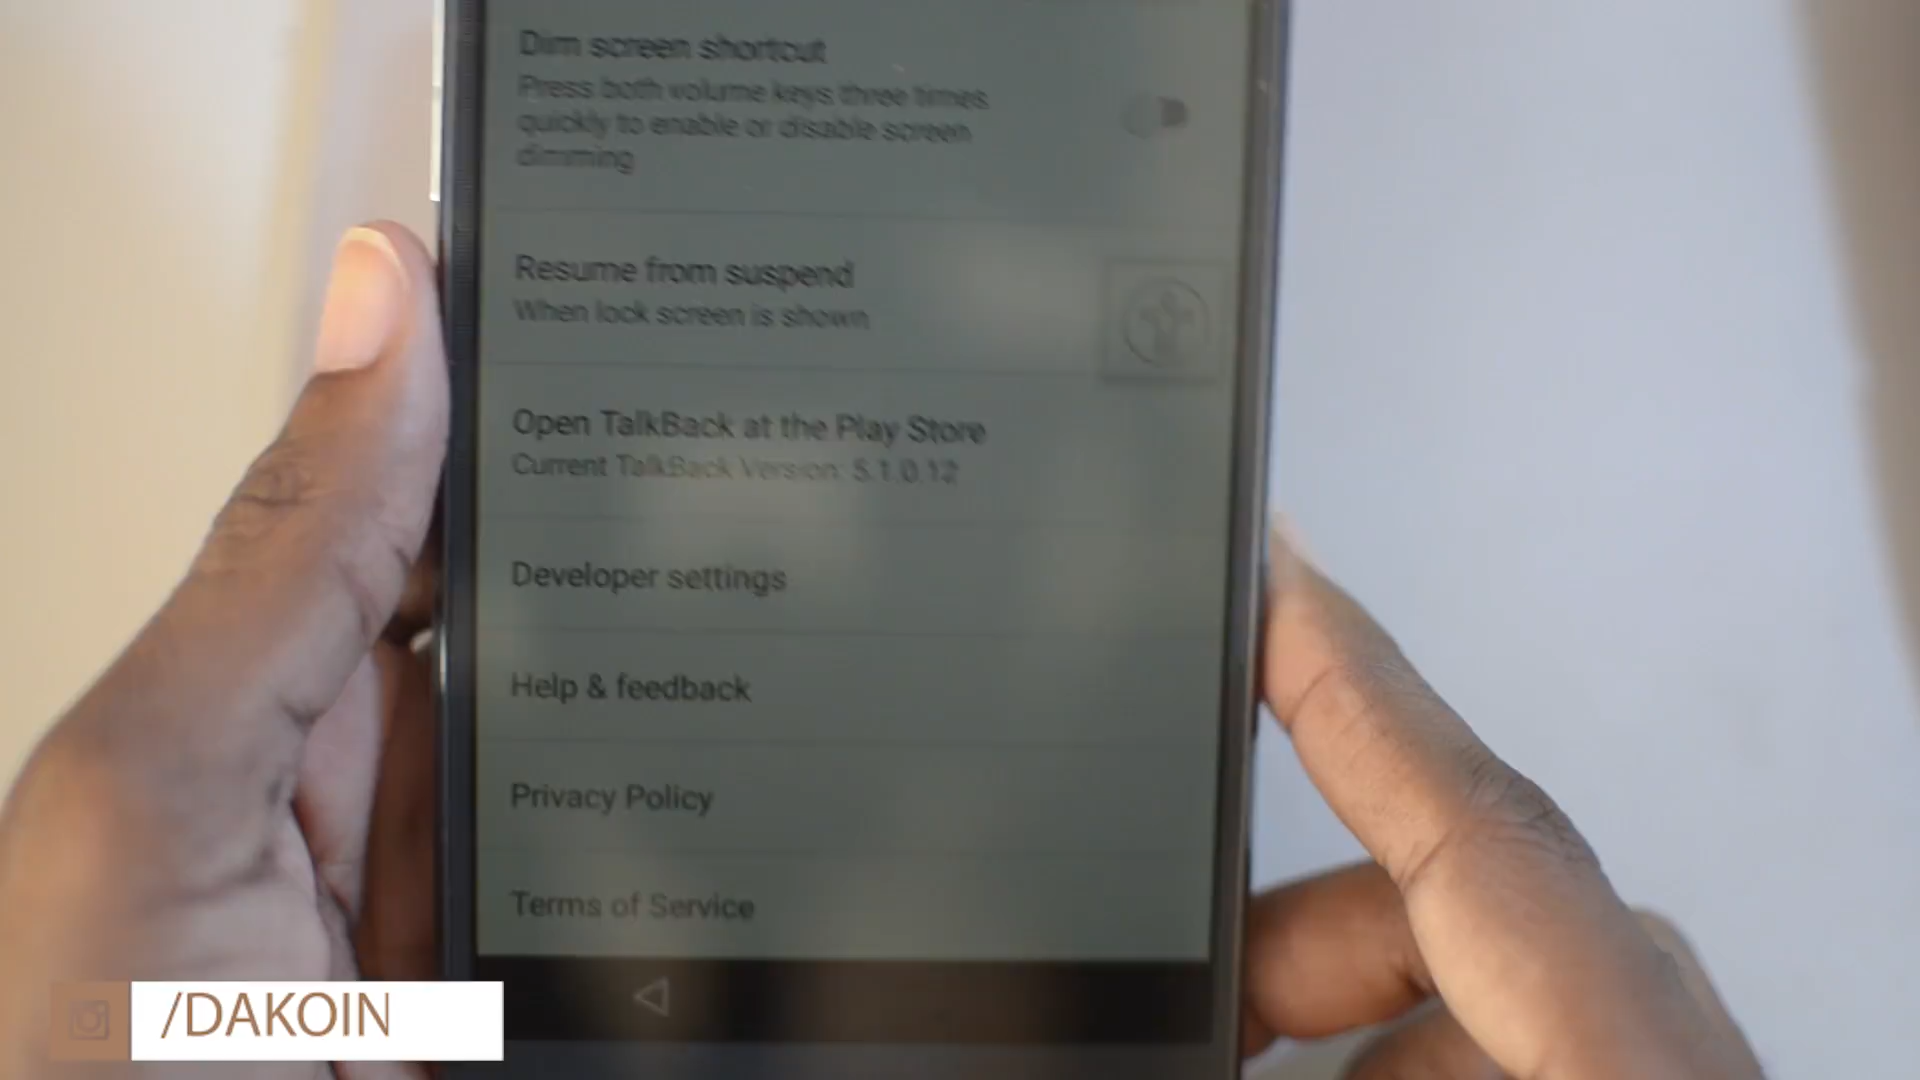 Dim screen shortcut
Press both volume keys three times
quickly to enable or disable screen
dimming
Resume from suspend
When lock screen is shown
Open TalkBack at the Play Store
Current TalkBack Version: 5.1.0.12
Developer settings
Help & feedback
Privacy Policy
Terms of Service
/DAKOIN